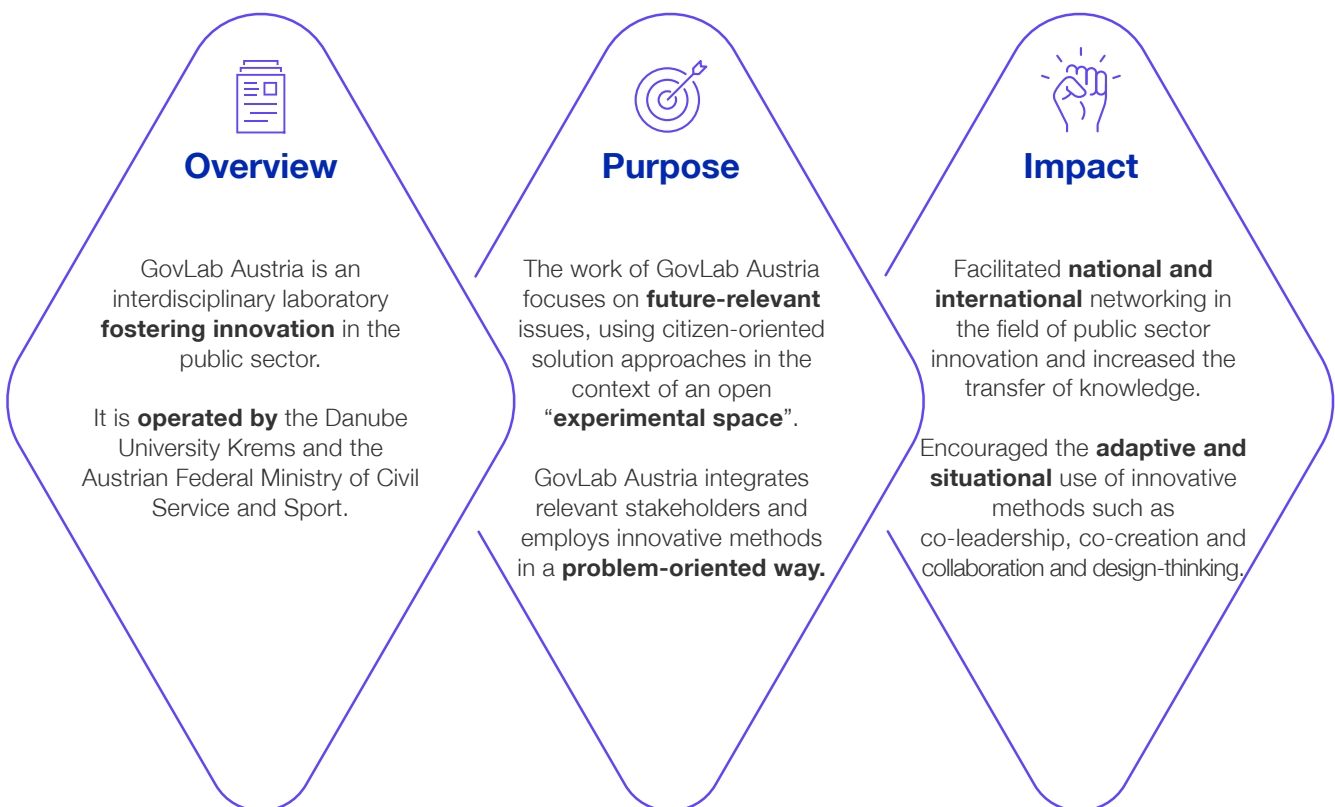 Overview
GovLab Austria is an
interdisciplinary laboratory
fostering innovation in the
public sector.
It is operated by the Danube
University Krems and the
Austrian Federal Ministry of Civil
Service and Sport.
Purpose
The work of GovLab Austria
focuses on future-relevant
issues, using citizen-oriented
solution approaches in the
context of an open
“experimental space”.
GovLab Austria integrates
relevant stakeholders and
employs innovative methods
in a problem-oriented way.
Impact
Facilitated national and
international networking in
the field of public sector
innovation and increased the
transfer of knowledge.
Encouraged the adaptive and
situational use of innovative
methods such as
co-leadership, co-creation and
collaboration and design-thinking.